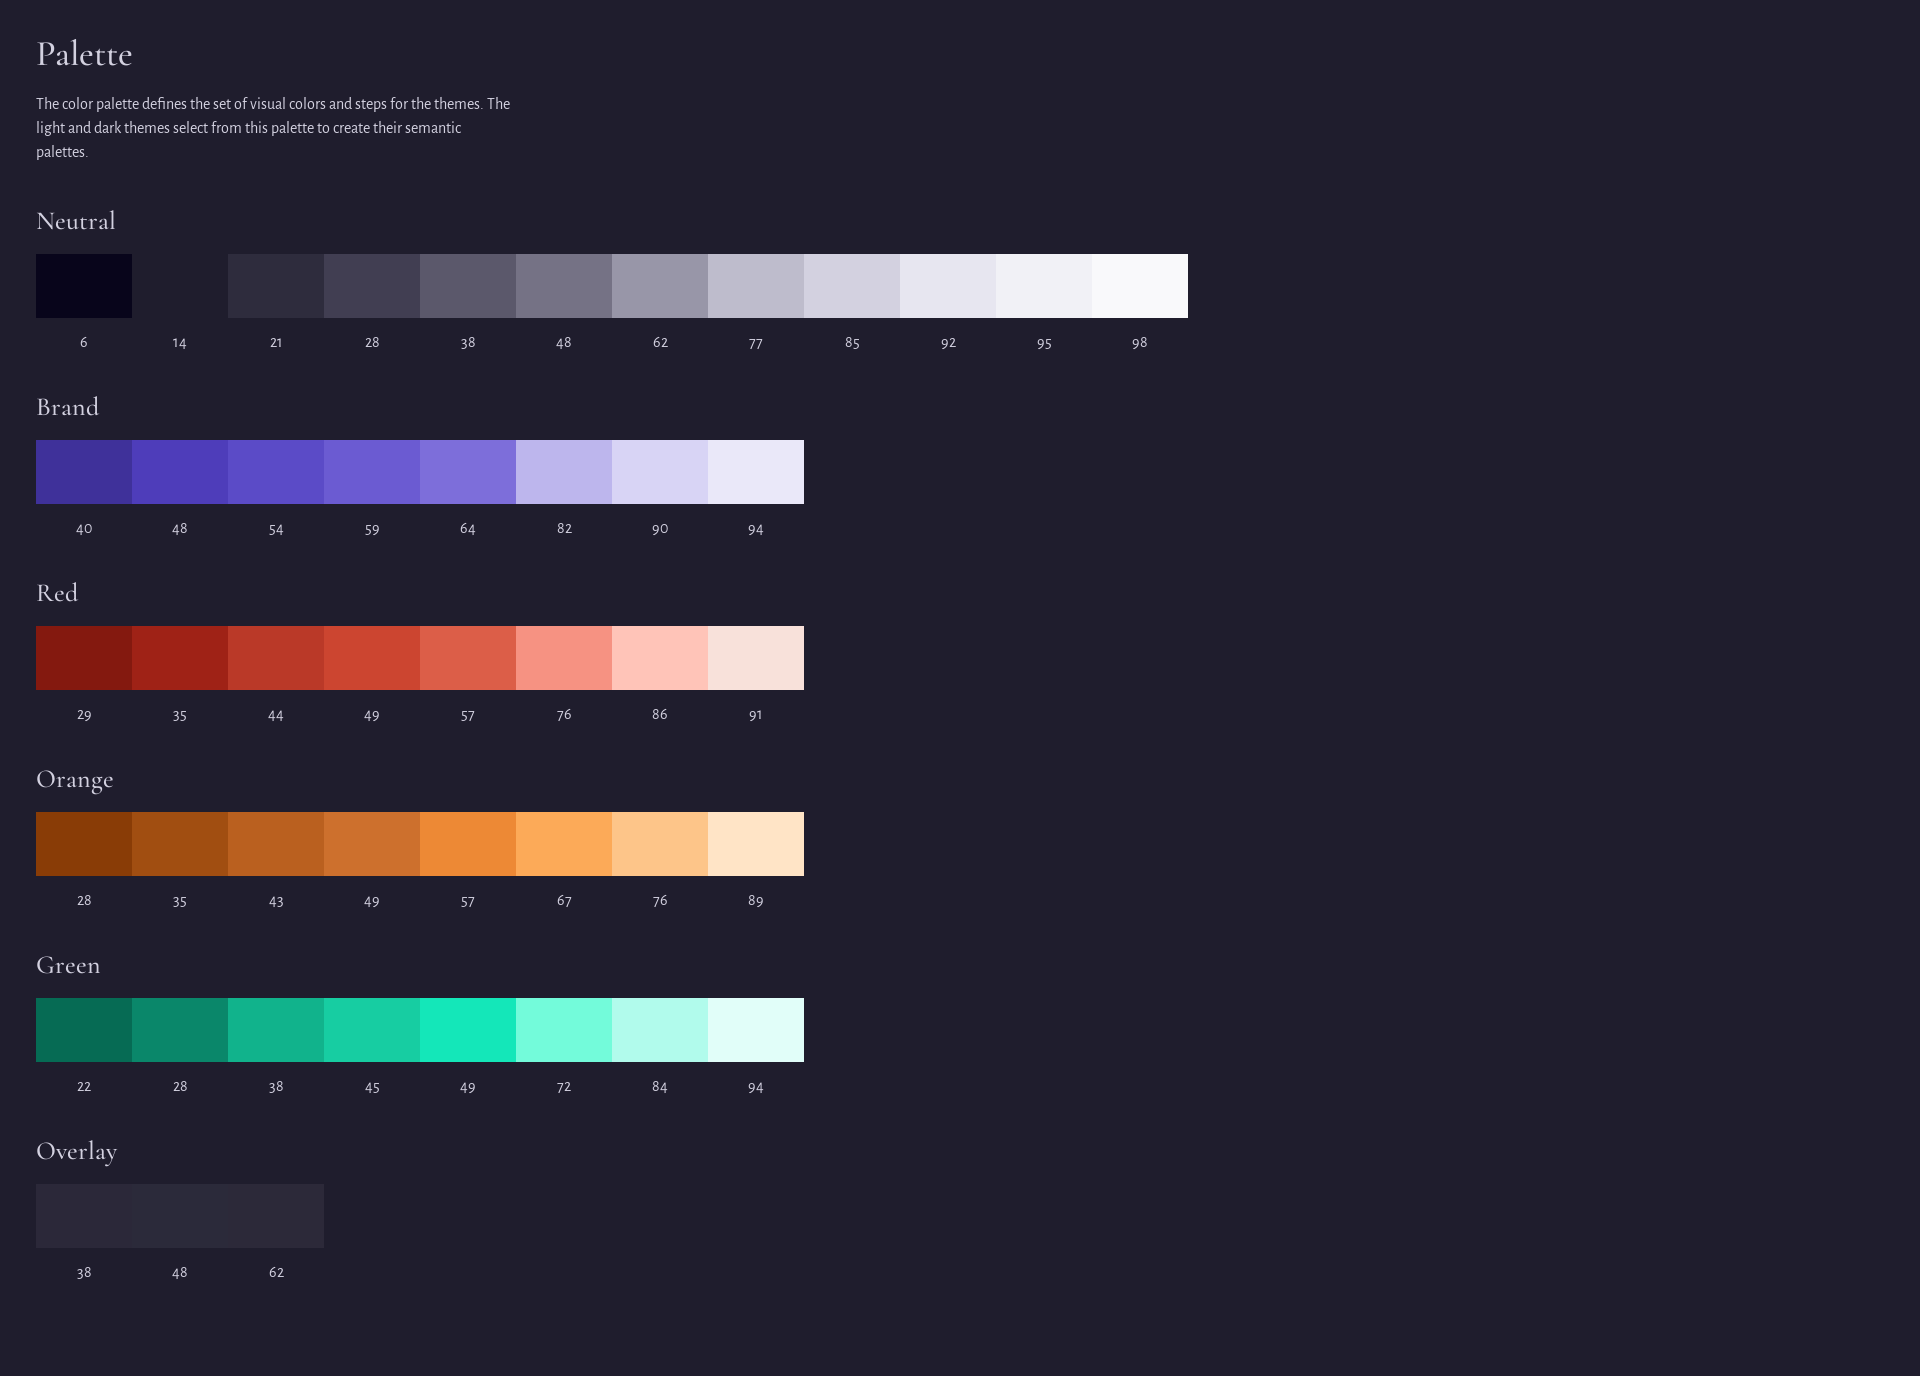 Palette
The color palette defines the set of visual colors and steps for the themes. The
light and dark themes select from this palette to create their semantic
palettes.
Neutral
6 14 21 28 38 48 62 77 85 92 95 98
Brand
40 48 54 59 64 82 90 94
Red
29 35 44 49 57 76 86 91
Orange
28 35 43 49 57 67 76 89
Green
22 28 38 45 49 72 84 94
Overlay
38 48 62